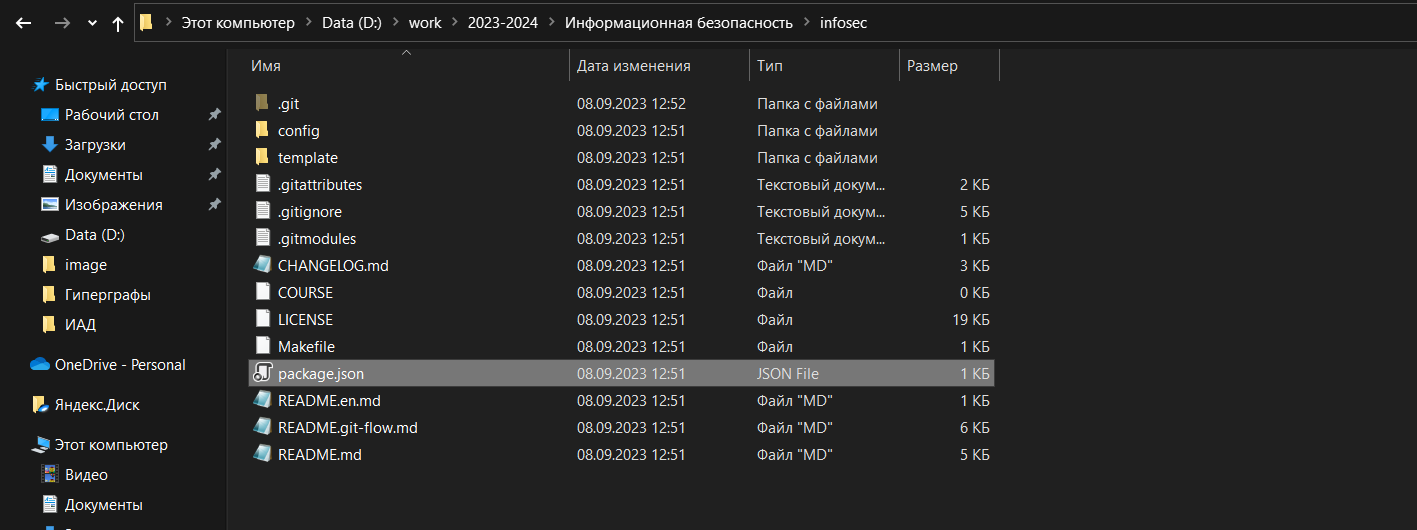 Этот компьютер > Data (D:) > work > 2023-2024 > Информационная безопасность > infosec
Имя Дата изменения Тип Размер
Быстрый доступ
Рабочий стол
Загрузки
Документы
Изображения
Data (D:)
image
Гиперграфы
ИАД
OneDrive - Personal
Яндекс.Диск
Этот компьютер
Видео
Документы
.git 08.09.2023 12:52 Папка с файлами
config 08.09.2023 12:51 Папка с файлами
template 08.09.2023 12:51 Папка с файлами
.gitattributes 08.09.2023 12:51 Текстовый докум... 2 КБ
.gitignore 08.09.2023 12:51 Текстовый докум... 5 КБ
.gitmodules 08.09.2023 12:51 Текстовый докум... 1 КБ
CHANGELOG.md 08.09.2023 12:51 Файл "MD" 3 КБ
COURSE 08.09.2023 12:51 Файл 0 КБ
LICENSE 08.09.2023 12:51 Файл 19 КБ
Makefile 08.09.2023 12:51 Файл 1 КБ
package.json 08.09.2023 12:51 JSON File 1 КБ
README.en.md 08.09.2023 12:51 Файл "MD" 1 КБ
README.git-flow.md 08.09.2023 12:51 Файл "MD" 6 КБ
README.md 08.09.2023 12:51 Файл "MD" 5 КБ